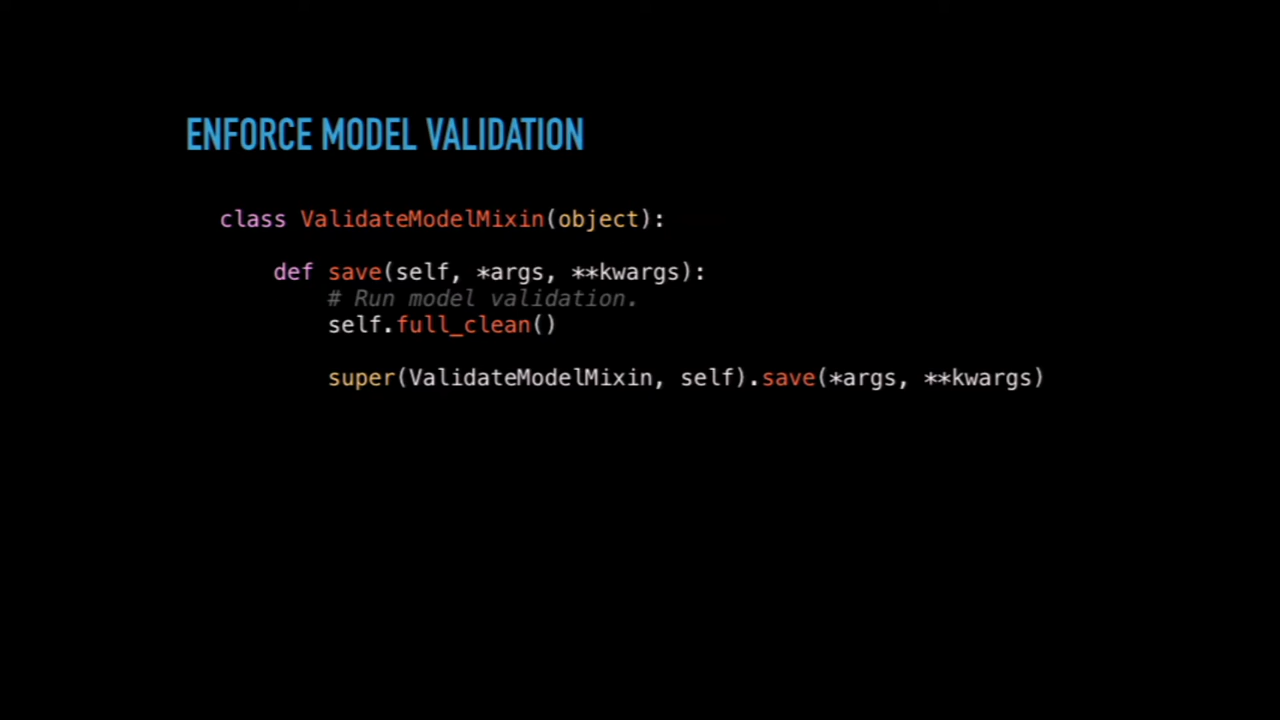 ENFORCE MODEL VALIDATION
class ValidateModelMixin(object):
def save(self, *args, **kwargs):
# Run model validation.
self.full_clean()
super(ValidateModelMixin, self).save(*args, **kwargs)